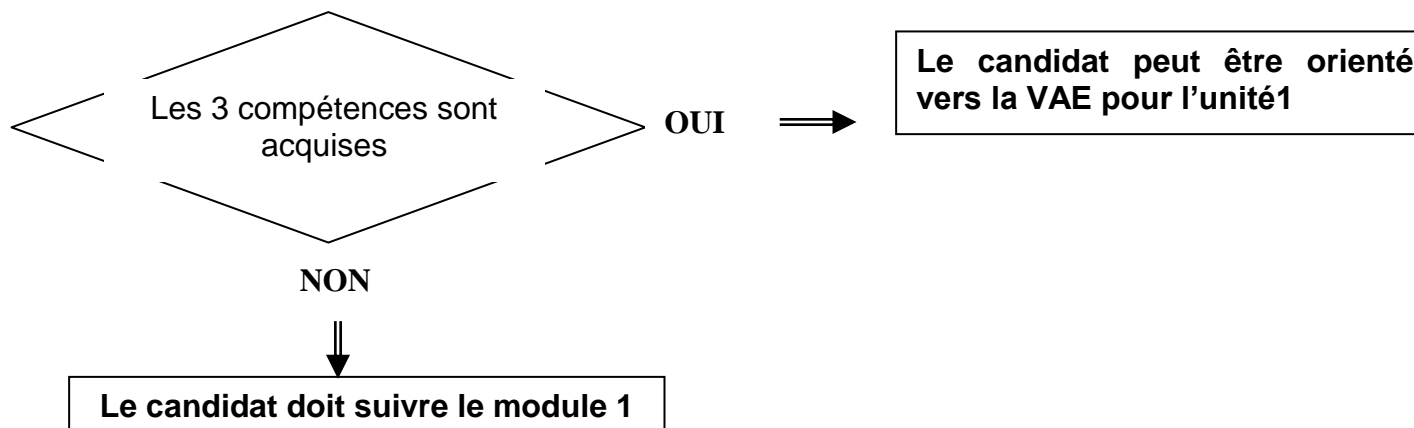 Les 3 compétences sont
acquises
OUI
Le candidat peut être orienté
vers la VAE pour l’unité1
NON
Le candidat doit suivre le module 1